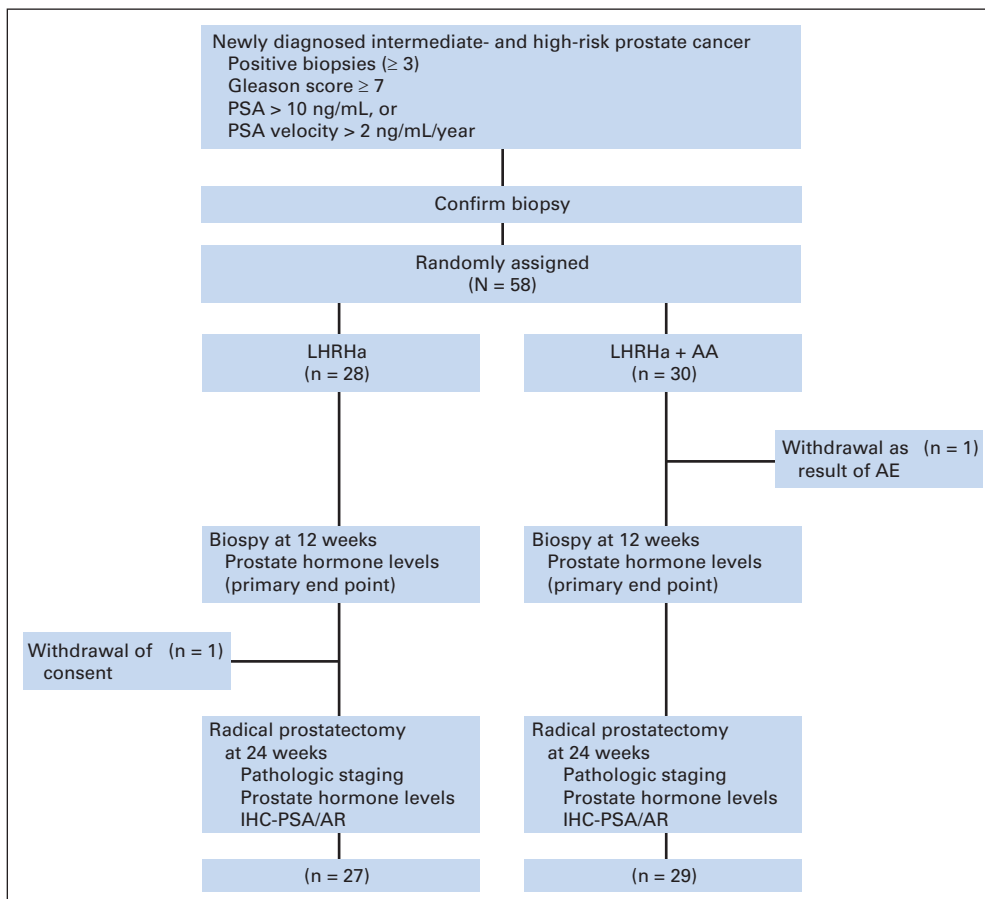 Newly diagnosed intermediate- and high-risk prostate cancer
Positive biopsies (≥ 3)
Gleason score ≥ 7
PSA > 10 ng/mL, or
PSA velocity > 2 ng/mL/year
Confirm biopsy
Randomly assigned
(N = 58)
LHRHa
(n = 28)
LHRHa + AA
(n = 30)
Withdrawal as (n = 1)
result of AE
Biospy at 12 weeks
Prostate hormone levels
(primary end point)
Biospy at 12 weeks
Prostate hormone levels
(primary end point)
Withdrawal of (n = 1)
consent
Radical prostatectomy
at 24 weeks
Pathologic staging
Prostate hormone levels
IHC-PSA/AR
Radical prostatectomy
at 24 weeks
Pathologic staging
Prostate hormone levels
IHC-PSA/AR
(n = 27)
(n = 29)